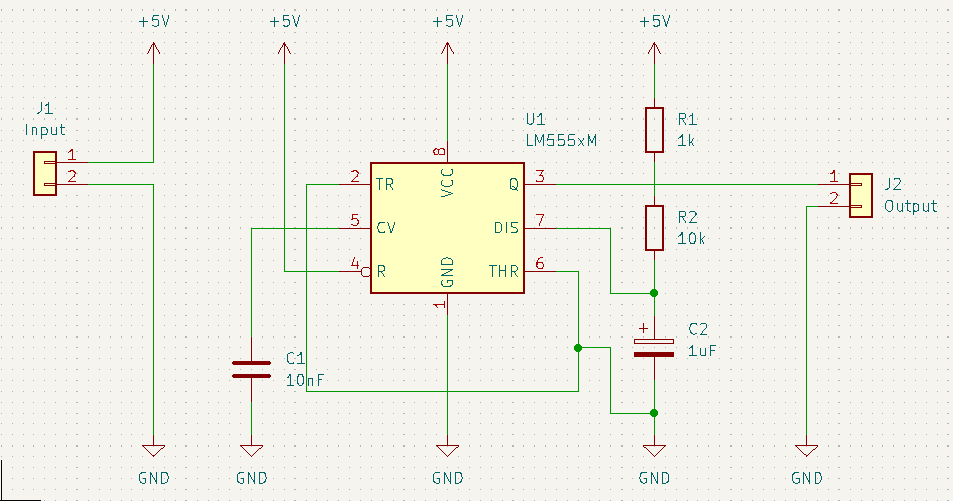 +5V
+5V
+5V
+5V
J1
Input
1
2
U1
LM555xM
R1
1k
8
VCC
2
TR
Q
3
5
CV
DIS
7
4
R
THR
6
GND
1
R2
10k
1
2
J2
Output
+
C2
1uF
C1
10nF
GND
GND
GND
GND
GND